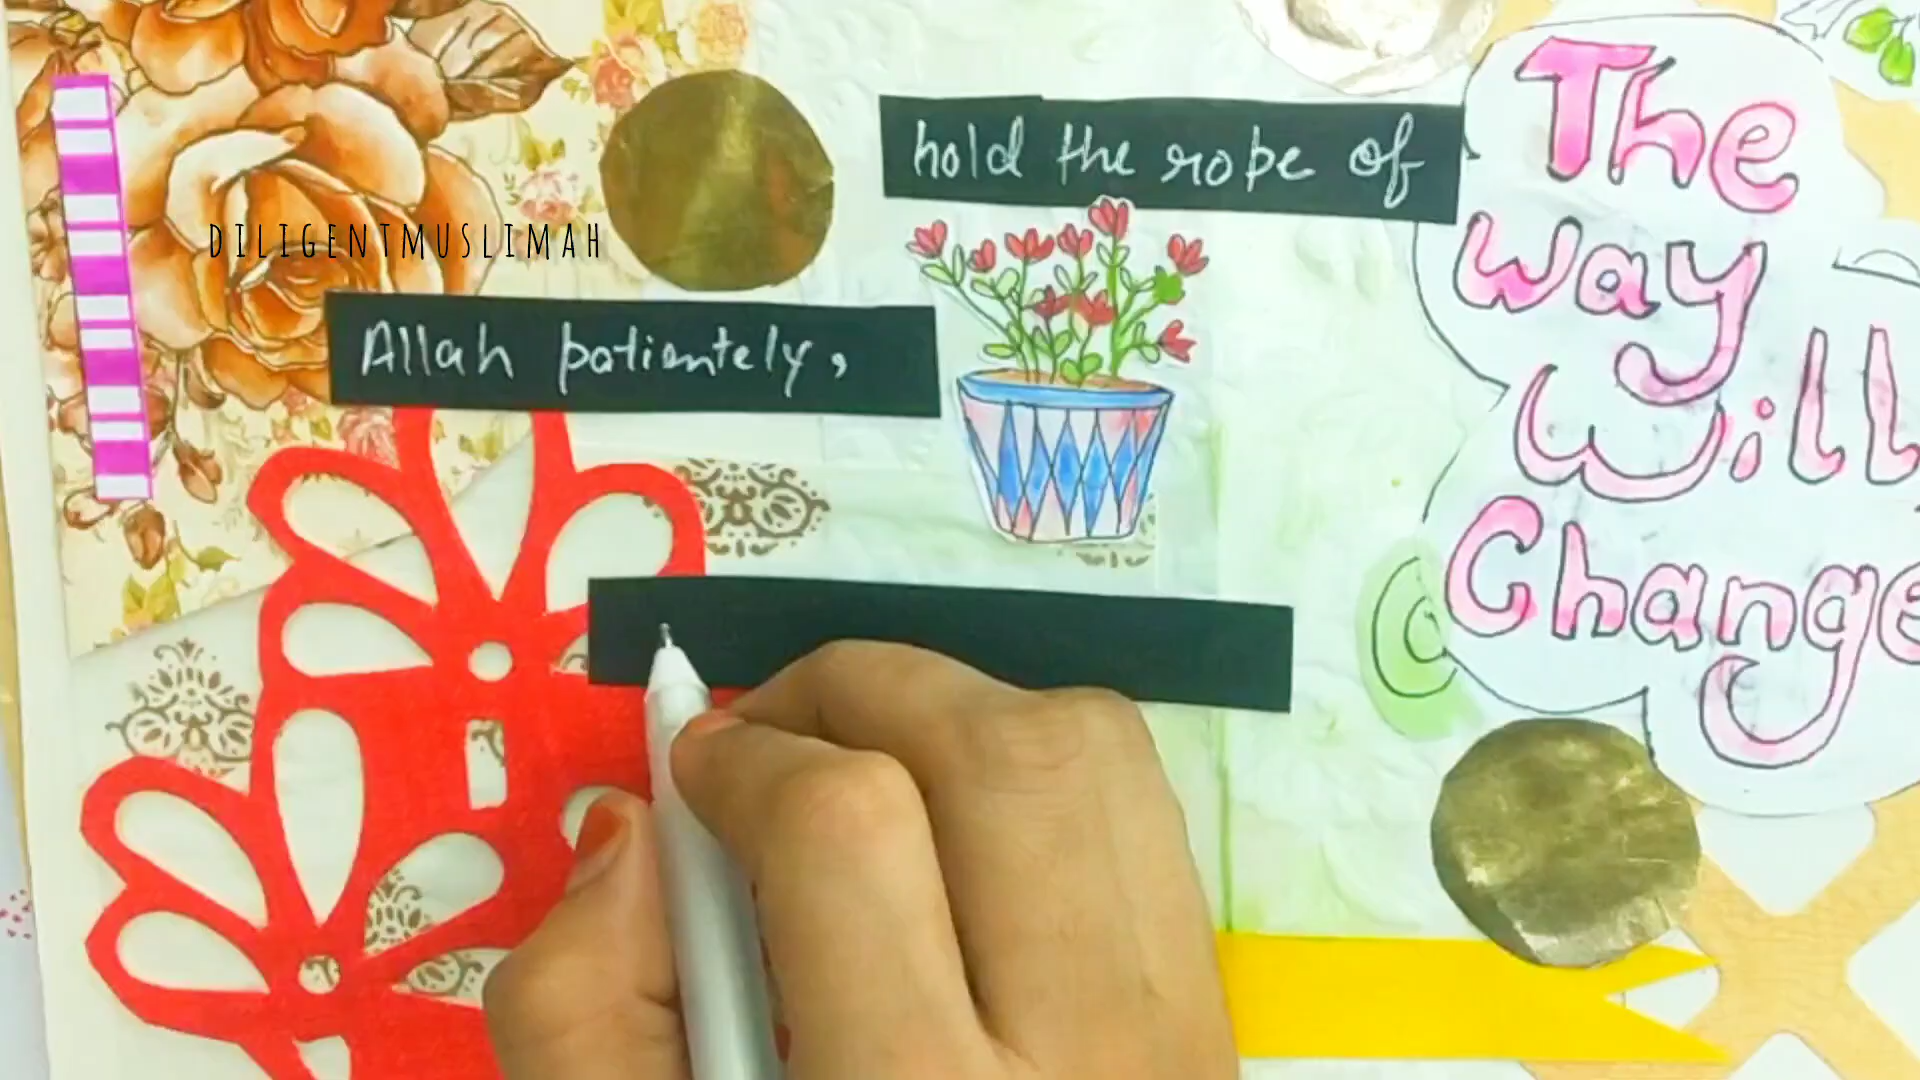 hold the rope of
Allah patientely,
The
way
will
Change
DILIGENTMUSLIMAH